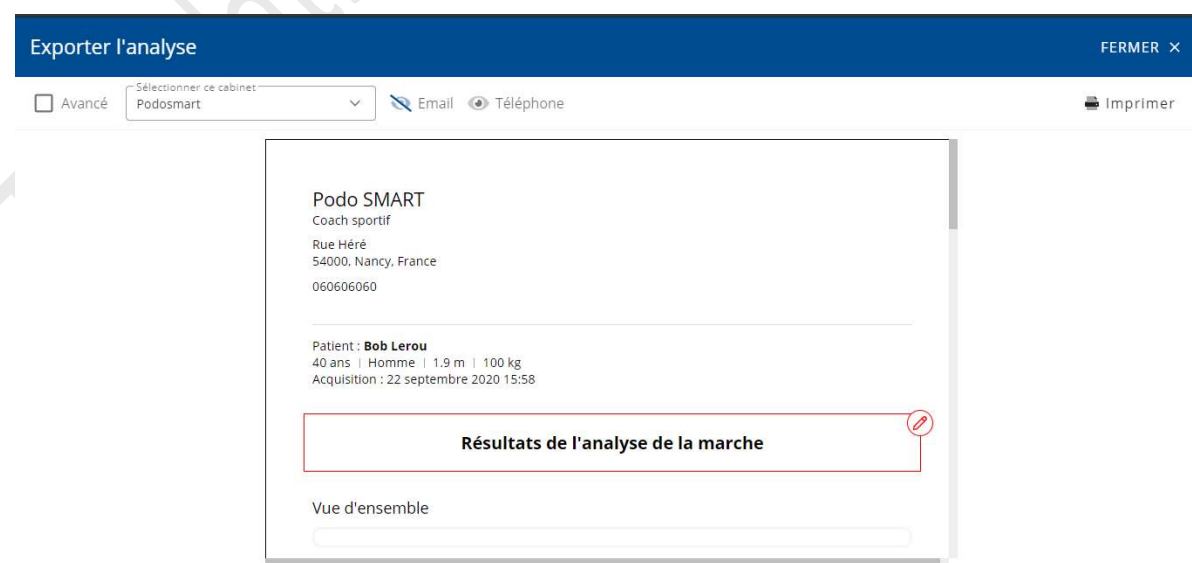 Exporter l'analyse FERMER ×
Avancé Sélectionner ce cabinet Podosmart Email Téléphone Imprimer
Podo SMART
Coach sportif
Rue Héré
54000, Nancy, France
060606060
Patient : Bob Lerou
40 ans | Homme | 1.9 m | 100 kg
Acquisition : 22 septembre 2020 15:58
Résultats de l'analyse de la marche
Vue d'ensemble